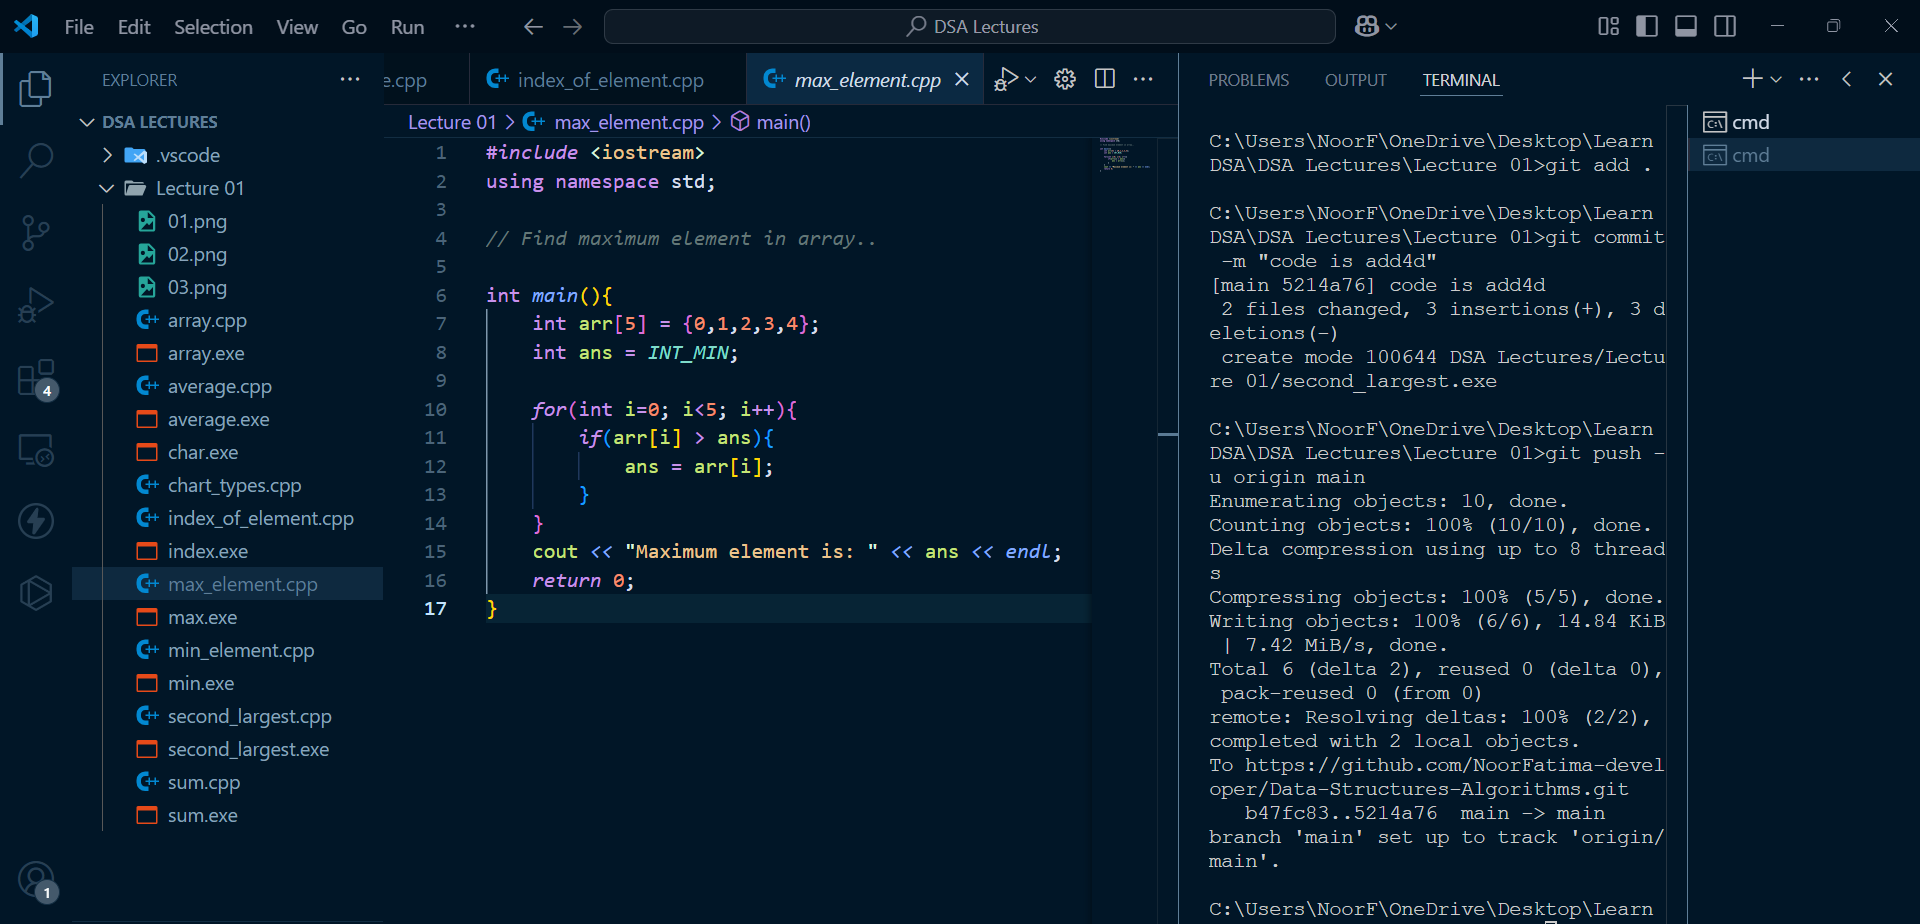 File Edit Selection View Go Run ··· DSA Lectures
EXPLORER ···
DSA LECTURES
.vscode
Lecture 01
01.png
02.png
03.png
array.cpp
array.exe
average.cpp
average.exe
char.exe
chart_types.cpp
index_of_element.cpp
index.exe
max_element.cpp
max.exe
min_element.cpp
min.exe
second_largest.cpp
second_largest.exe
sum.cpp
sum.exe
4
1
e.cpp index_of_element.cpp max_element.cpp
Lecture 01 > max_element.cpp > main()
1 #include <iostream>
2 using namespace std;
3
4 // Find maximum element in array..
5
6 int main(){
7 int arr[5] = {0,1,2,3,4};
8 int ans = INT_MIN;
9
10 for(int i=0; i<5; i++){
11 if(arr[i] > ans){
12 ans = arr[i];
13 }
14 }
15 cout << "Maximum element is: " << ans << endl;
16 return 0;
17 }
PROBLEMS OUTPUT TERMINAL
C:\Users\NoorF\OneDrive\Desktop\Learn
DSA\DSA Lectures\Lecture 01>git add .
C:\Users\NoorF\OneDrive\Desktop\Learn
DSA\DSA Lectures\Lecture 01>git commit
-m "code is add4d"
[main 5214a76] code is add4d
2 files changed, 3 insertions(+), 3 d
eletions(-)
create mode 100644 DSA Lectures/Lectu
re 01/second_largest.exe
C:\Users\NoorF\OneDrive\Desktop\Learn
DSA\DSA Lectures\Lecture 01>git push -
u origin main
Enumerating objects: 10, done.
Counting objects: 100% (10/10), done.
Delta compression using up to 8 thread
s
Compressing objects: 100% (5/5), done.
Writing objects: 100% (6/6), 14.84 KiB
| 7.42 MiB/s, done.
Total 6 (delta 2), reused 0 (delta 0),
pack-reused 0 (from 0)
remote: Resolving deltas: 100% (2/2),
completed with 2 local objects.
To https://github.com/NoorFatima-devel
oper/Data-Structures-Algorithms.git
b47fc83..5214a76 main -> main
branch 'main' set up to track 'origin/
main'.
C:\Users\NoorF\OneDrive\Desktop\Learn
cmd
cmd